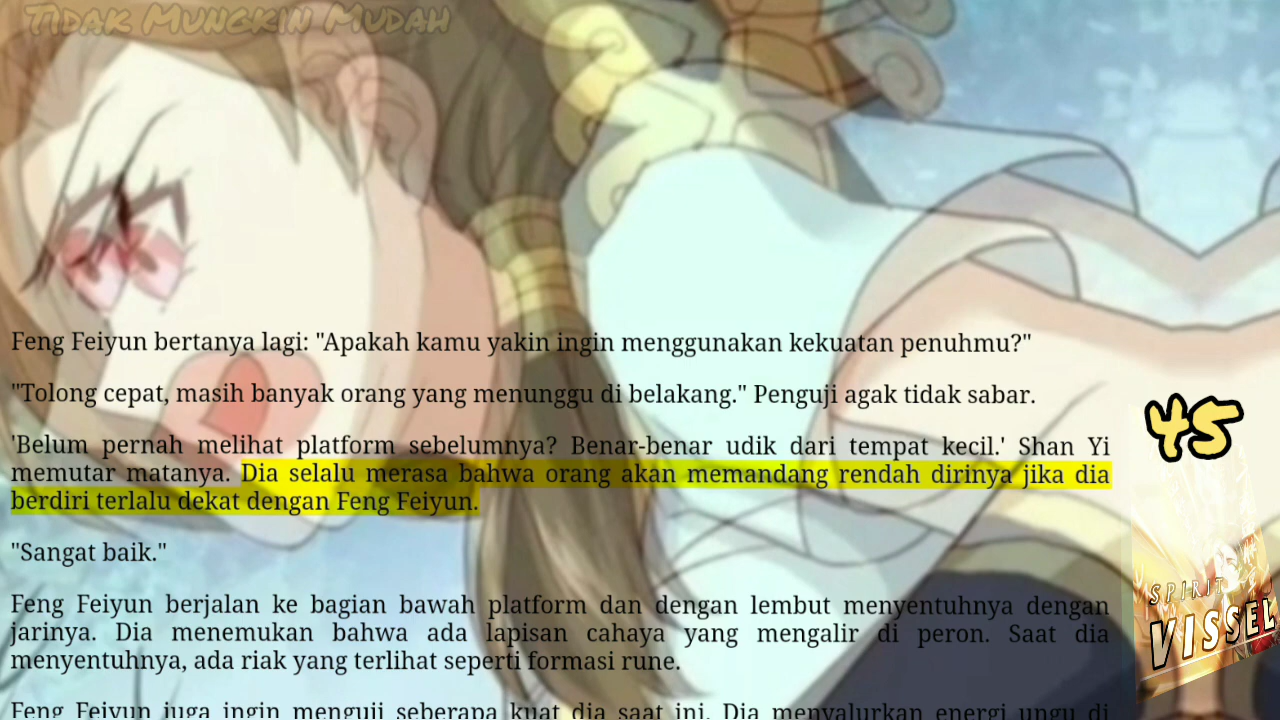 Tidak Mungkin Mudah
Feng Feiyun bertanya lagi: "Apakah kamu yakin ingin menggunakan kekuatan penuhmu?"
"Tolong cepat, masih banyak orang yang menunggu di belakang." Penguji agak tidak sabar.
'Belum pernah melihat platform sebelumnya? Benar-benar udik dari tempat kecil.' Shan Yi
memutar matanya. Dia selalu merasa bahwa orang akan memandang rendah dirinya jika dia
berdiri terlalu dekat dengan Feng Feiyun.
"Sangat baik."
Feng Feiyun berjalan ke bagian bawah platform dan dengan lembut menyentuhnya dengan
jarinya. Dia menemukan bahwa ada lapisan cahaya yang mengalir di peron. Saat dia
menyentuhnya, ada riak yang terlihat seperti formasi rune.
Feng Feiyun juga ingin menguji seberapa kuat dia saat ini. Dia menyalurkan energi ungu di
45
SPIRIT
VISSEL